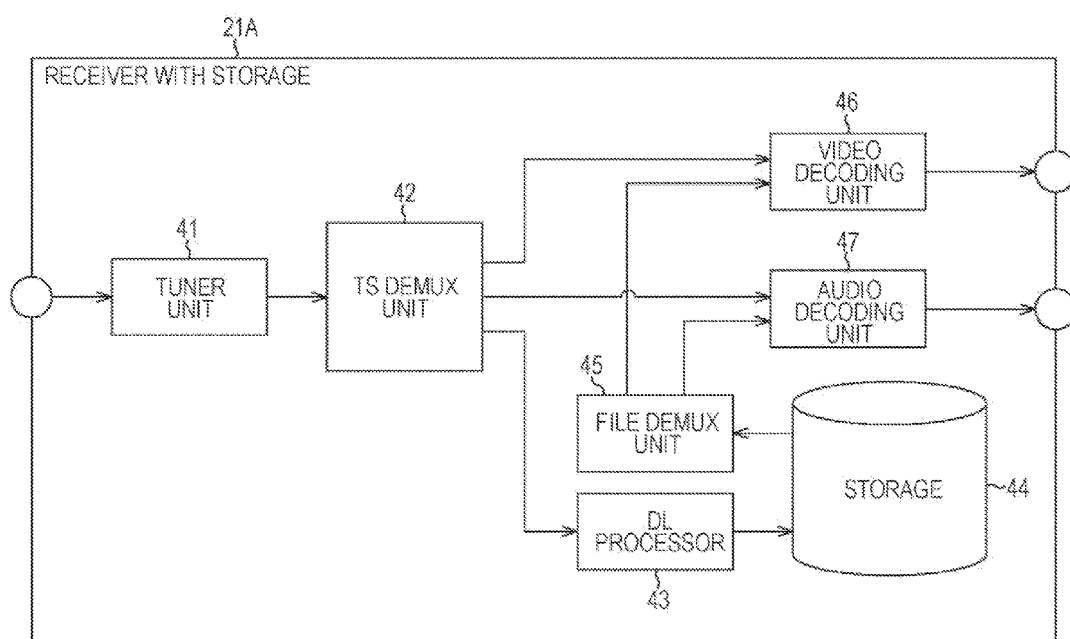 21A
RECEIVER WITH STORAGE
46
VIDEO
DECODING
UNIT
42
41
TS DEMUX
UNIT
TUNER
UNIT
47
AUDIO
DECODING
UNIT
45
FILE DEMUX
UNIT
STORAGE
44
DL
PROCESSOR
43